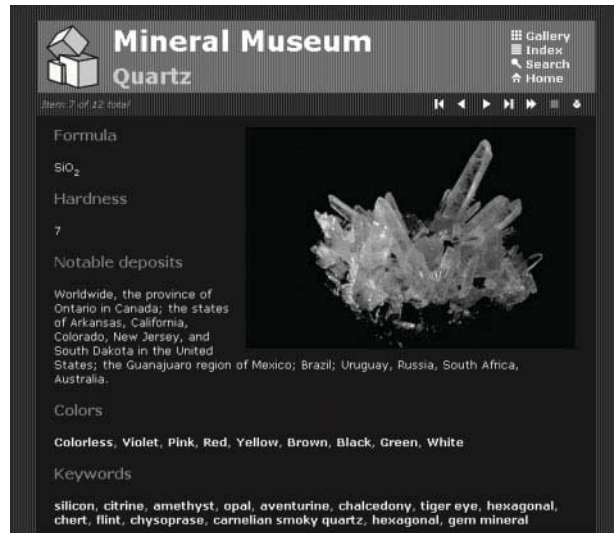 Mineral Museum
Quartz
Gallery
Index
Search
Home
Item 7 of 12 total
Formula
SiO₂
Hardness
7
Notable deposits
Worldwide, the province of
Ontario in Canada; the states
of Arkansas, California,
Colorado, New Jersey, and
South Dakota in the United
States; the Guanajuaro region of Mexico; Brazil; Uruguay, Russia, South Africa,
Australia.
Colors
Colorless, Violet, Pink, Red, Yellow, Brown, Black, Green, White
Keywords
silicon, citrine, amethyst, opal, aventurine, chalcedony, tiger eye, hexagonal,
chert, flint, chysoprase, carnelian smoky quartz, hexagonal, gem mineral